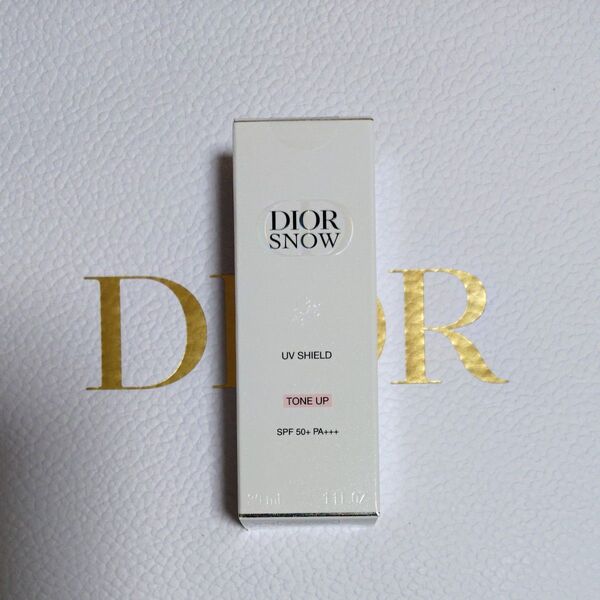 DIOR
SNOW
DIOR
UV SHIELD
TONE UP
SPF 50+ PA+++